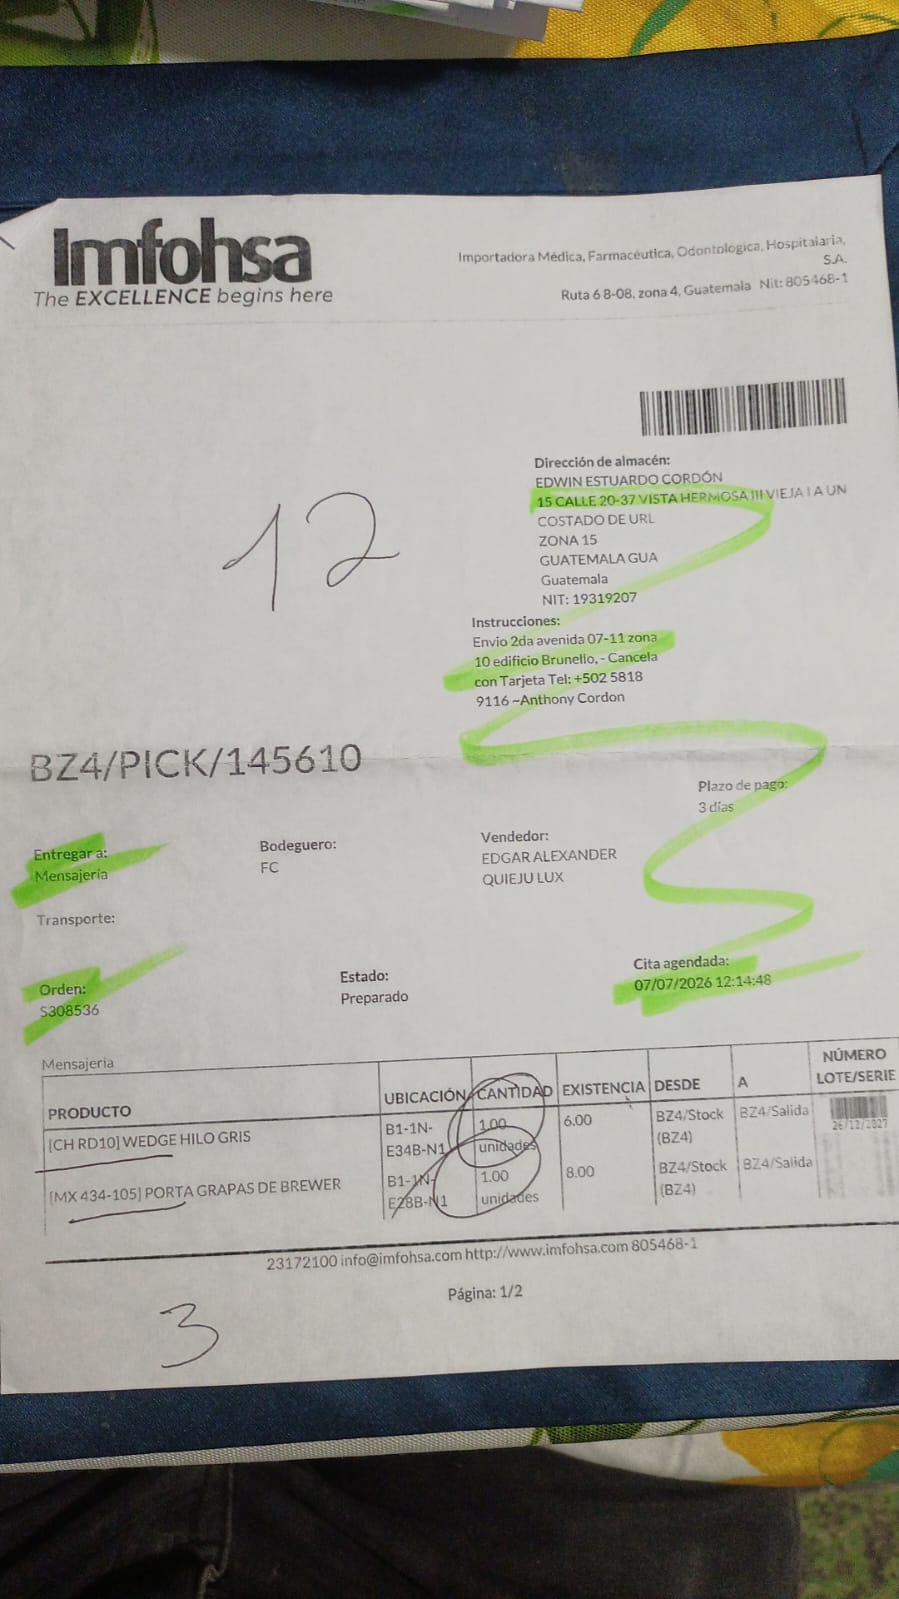 Imfohsa
The EXCELLENCE begins here
Importadora Médica, Farmacéutica, Odontologica, Hospitalaria,
S.A.
Ruta 6 8-08, zona 4, Guatemala Nit: 805468-1
12
Dirección de almacén:
EDWIN ESTUARDO CORDÓN
15 CALLE 20-37 VISTA HERMOSA III VIEJA I A UN
COSTADO DE URL
ZONA 15
GUATEMALA GUA
Guatemala
NIT: 19319207
Instrucciones:
Envio 2da avenida 07-11 zona
10 edificio Brunello, - Cancela
con Tarjeta Tel: +502 5818
9116 ~Anthony Cordon
BZ4/PICK/145610
Plazo de pago:
3 días
Entregar a:
Mensajería
Bodeguero:
FC
Vendedor:
EDGAR ALEXANDER
QUIEJU LUX
Transporte:
Orden:
S308536
Estado:
Preparado
Cita agendada:
07/07/2026 12:14:48
Mensajeria
PRODUCTO UBICACIÓN CANTIDAD EXISTENCIA DESDE A NÚMERO LOTE/SERIE
[CH RD10] WEDGE HILO GRIS B1-1N-E34B-N1 1.00 unidades 6.00 BZ4/Stock (BZ4) BZ4/Salida 26/12/2027
[MX 434-105] PORTA GRAPAS DE BREWER B1-1N-E28B-N1 1.00 unidades 8.00 BZ4/Stock (BZ4) BZ4/Salida
23172100 info@imfohsa.com http://www.imfohsa.com 805468-1
Página: 1/2
3